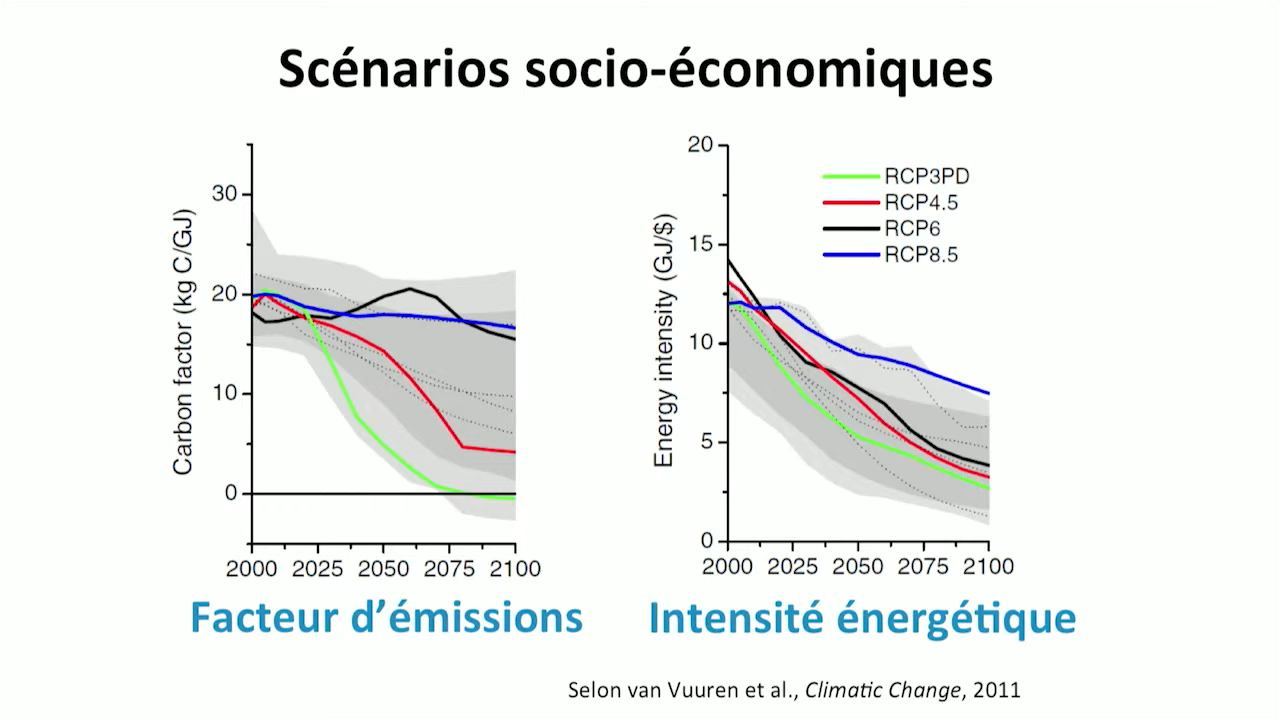 Scénarios socio-économiques
Carbon factor (kg C/GJ)
30
20
10
0
2000 2025 2050 2075 2100
Facteur d'émissions
Energy intensity (GJ/$)
20
15
10
5
0
RCP3PD
RCP4.5
RCP6
RCP8.5
2000 2025 2050 2075 2100
Intensité énergétique
Selon van Vuuren et al., Climatic Change, 2011